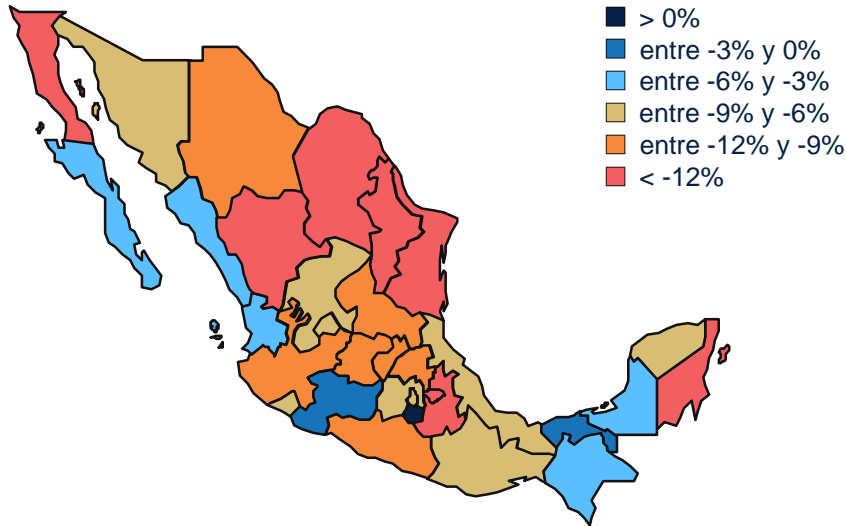 > 0%
entre -3% y 0%
entre -6% y -3%
entre -9% y -6%
entre -12% y -9%
< -12%